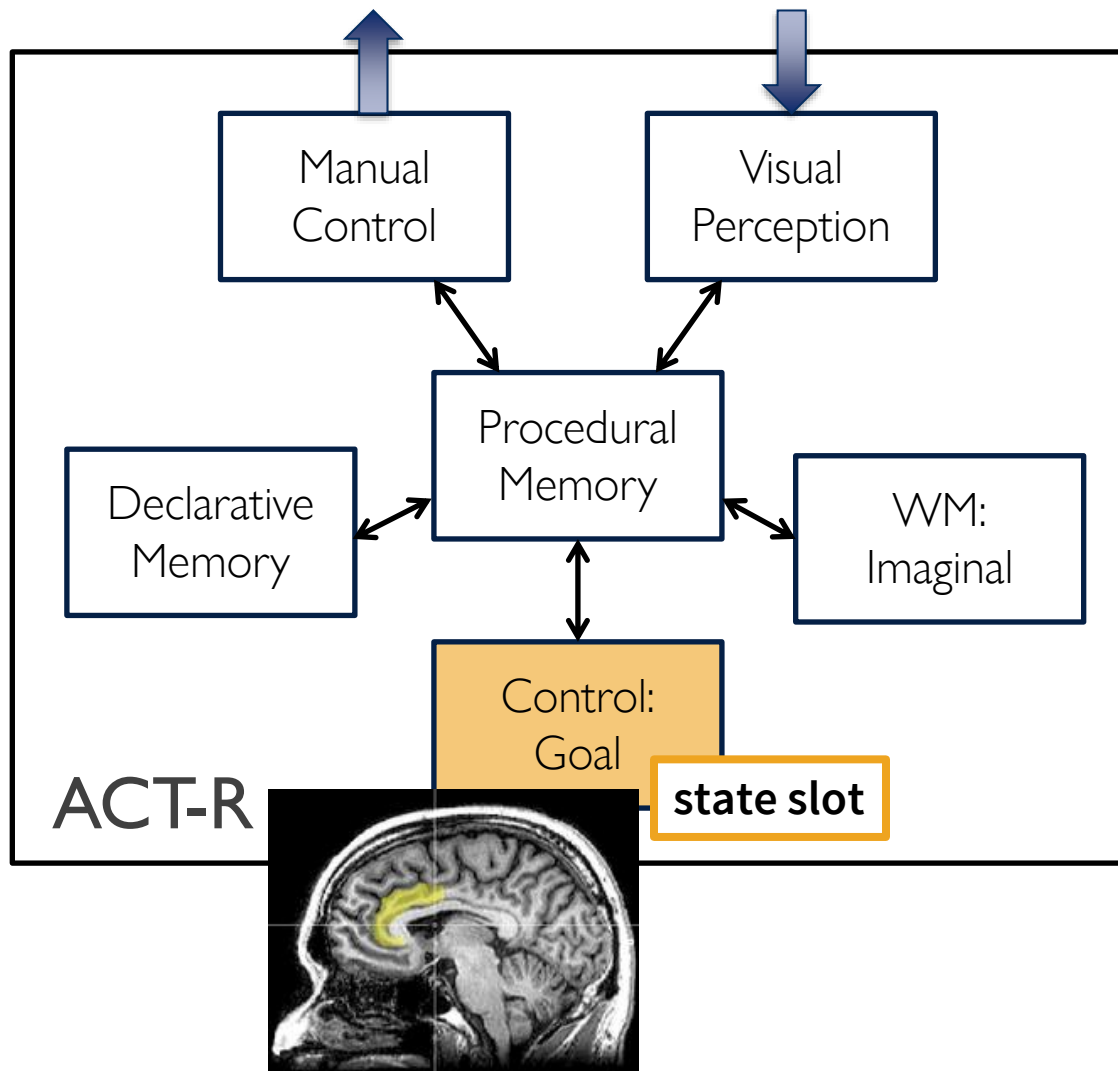 Manual
Control
Visual
Perception
Procedural
Memory
Declarative
Memory
WM:
Imaginal
Control:
Goal
state slot
ACT-R